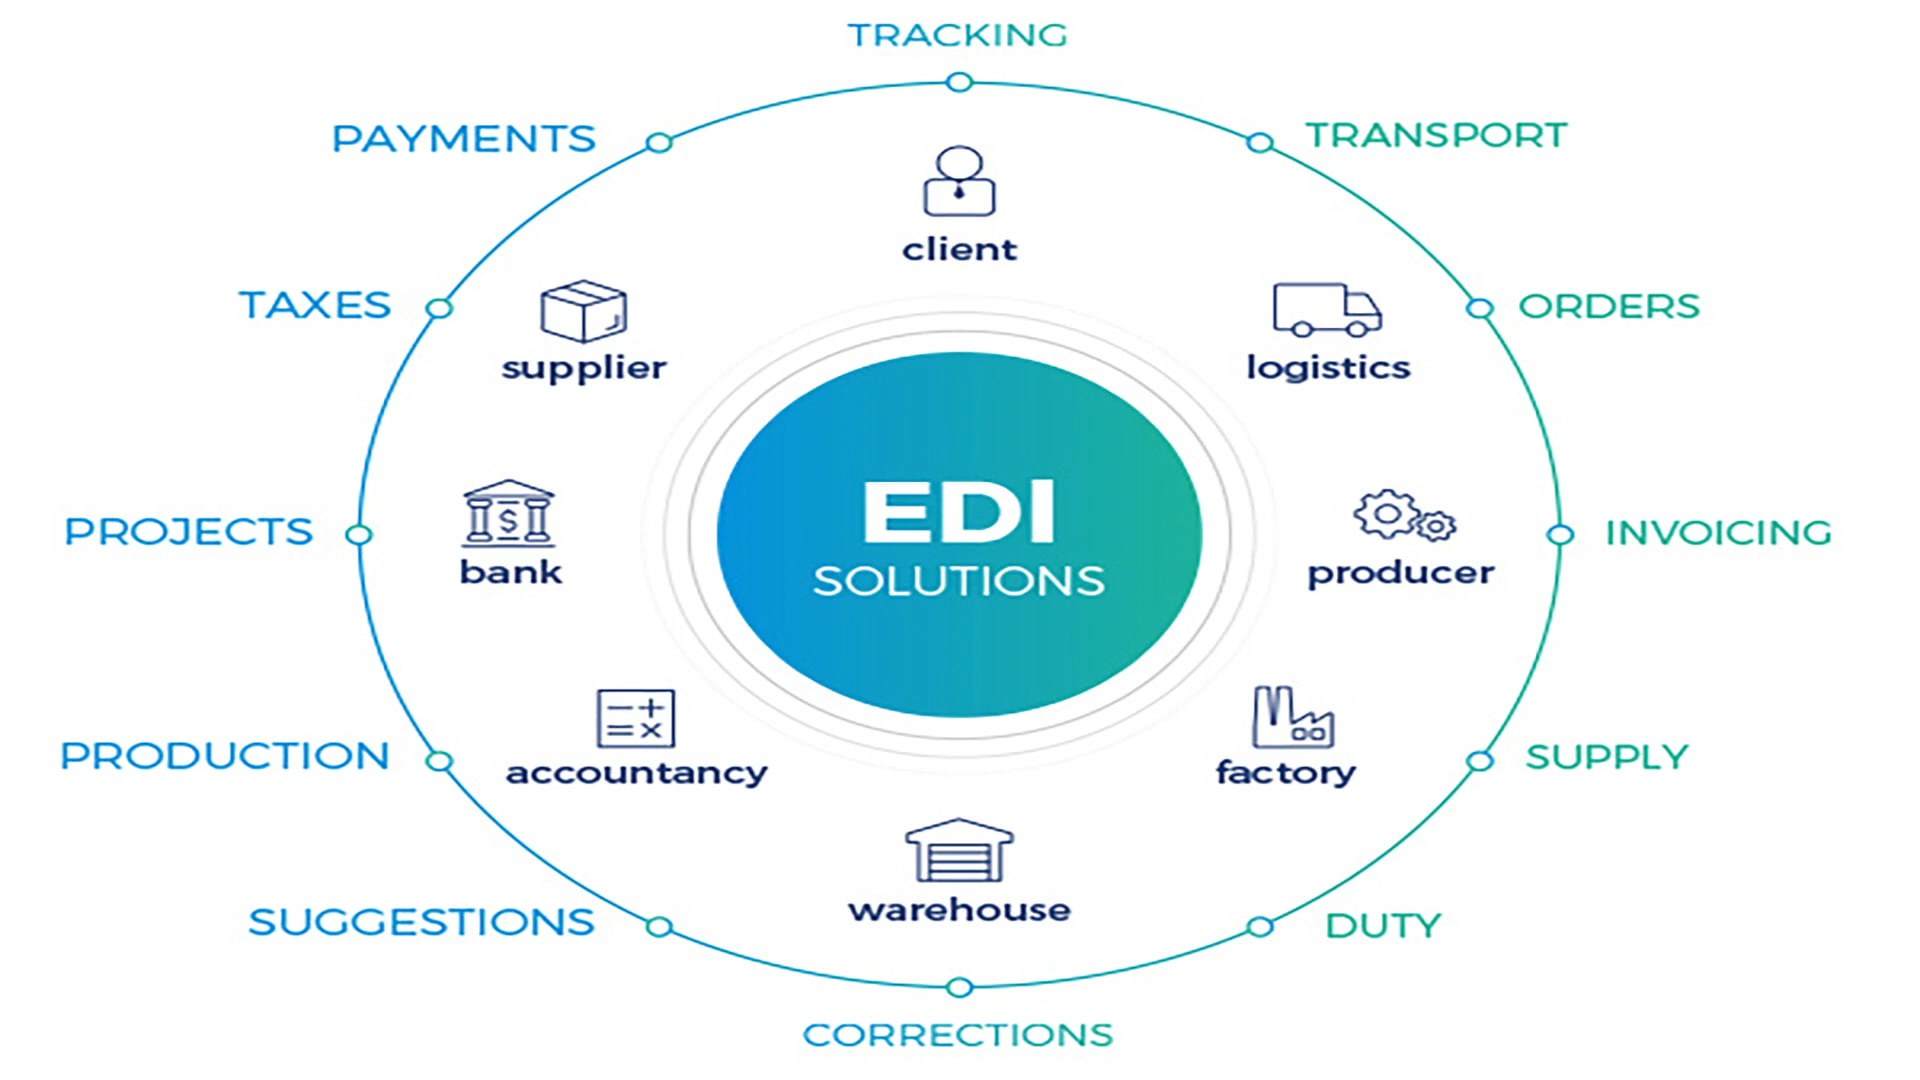 TRACKING
PAYMENTS
TRANSPORT
client
TAXES
ORDERS
supplier
logistics
EDI
SOLUTIONS
PROJECTS
INVOICING
bank
producer
PRODUCTION
SUPPLY
accountancy
factory
warehouse
SUGGESTIONS
DUTY
CORRECTIONS